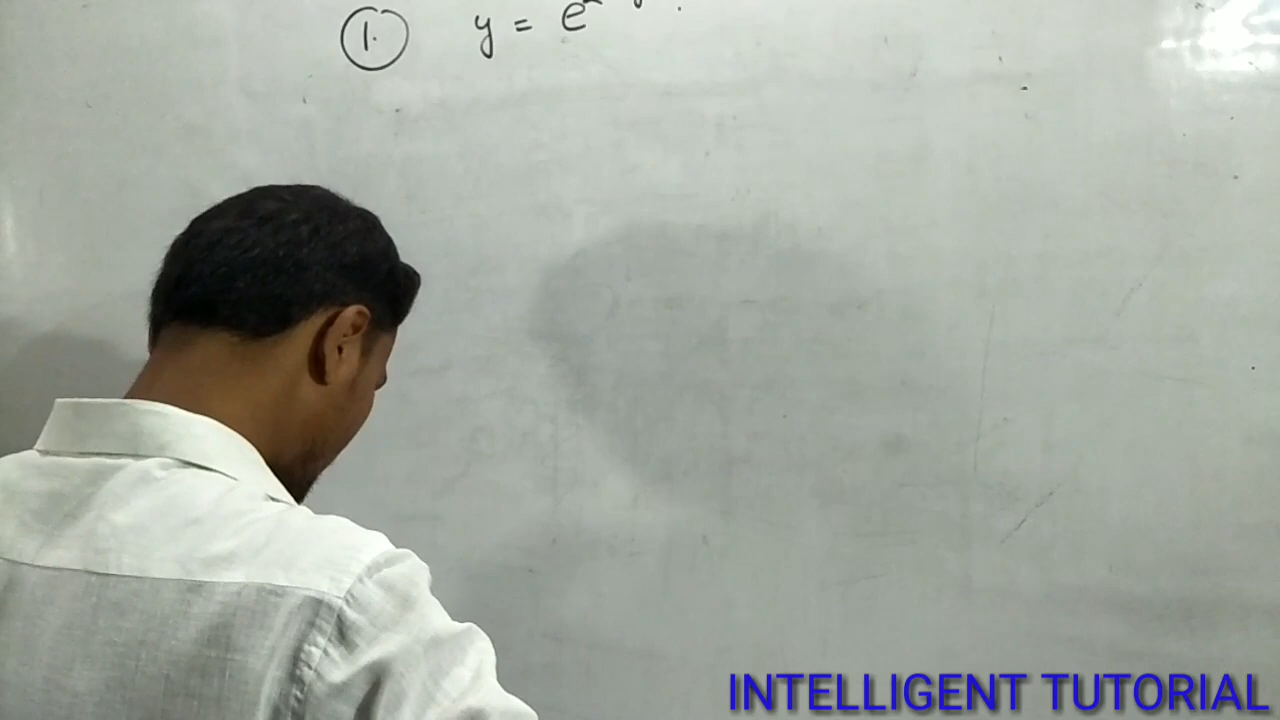 1. y = e
INTELLIGENT TUTORIAL